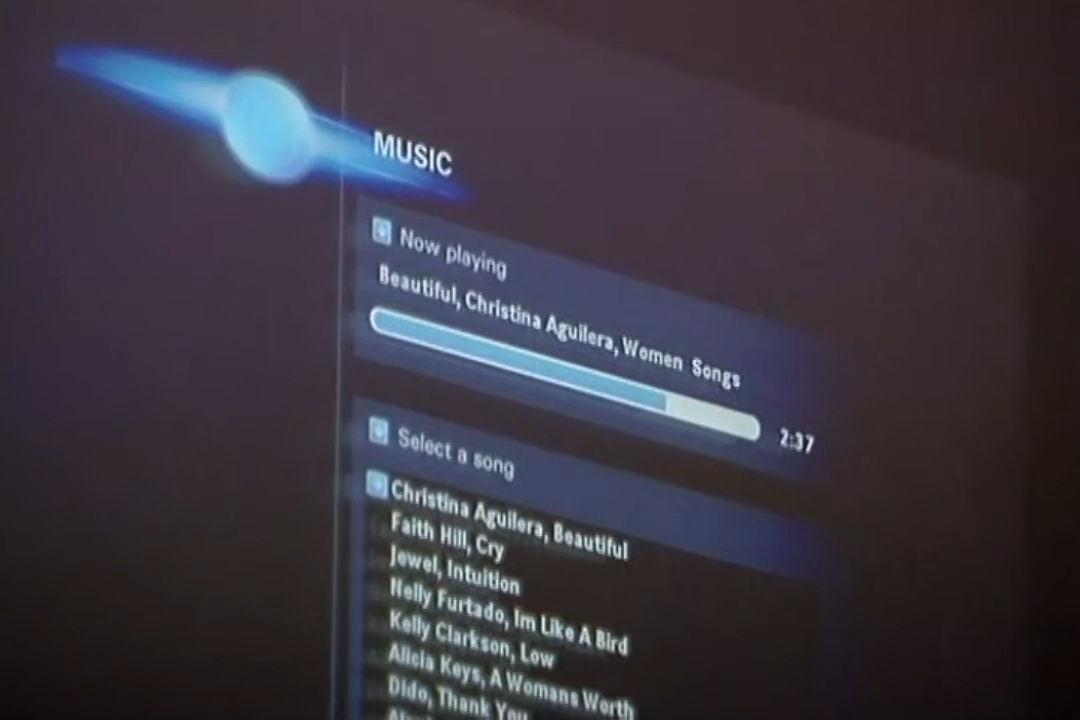 MUSIC
Now playing
Beautiful, Christina Aguilera, Women Songs
2:37
Select a song
Christina Aguilera, Beautiful
Faith Hill, Cry
Jewel, Intuition
Nelly Furtado, Im Like A Bird
Kelly Clarkson, Low
Alicia Keys, A Womans Worth
Dido, Thank You